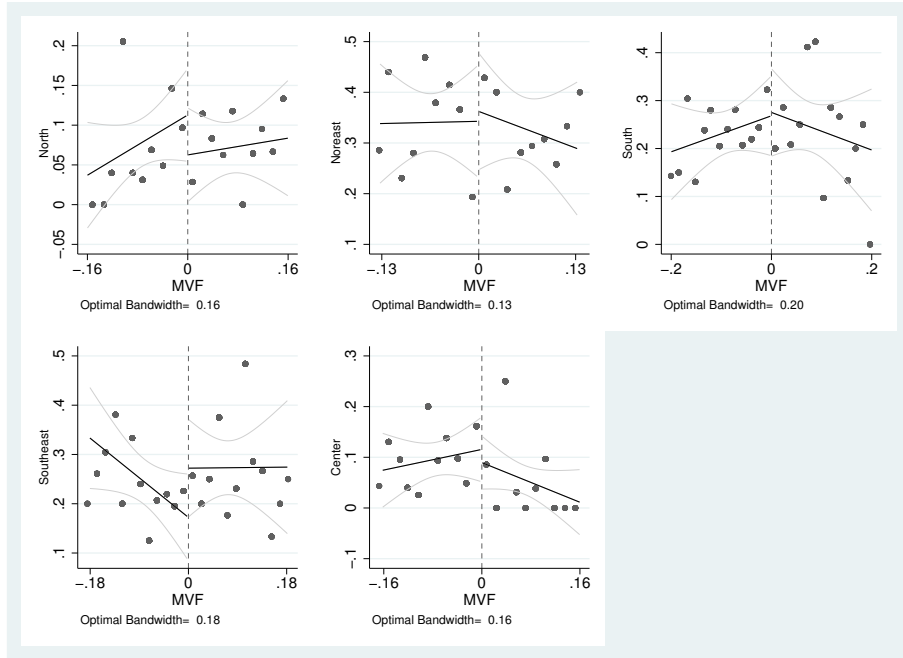 North
.2
.15
.1
.05
0
-.05
-.16 0 .16
MVF
Optimal Bandwidth= 0.16
Noreast
.5
.4
.3
.2
.1
-.13 0 .13
MVF
Optimal Bandwidth= 0.13
South
.4
.3
.2
.1
0
-.2 0 .2
MVF
Optimal Bandwidth= 0.20
Southeast
.5
.4
.3
.2
.1
-.18 0 .18
MVF
Optimal Bandwidth= 0.18
Center
.3
.2
.1
0
-.1
-.16 0 .16
MVF
Optimal Bandwidth= 0.16